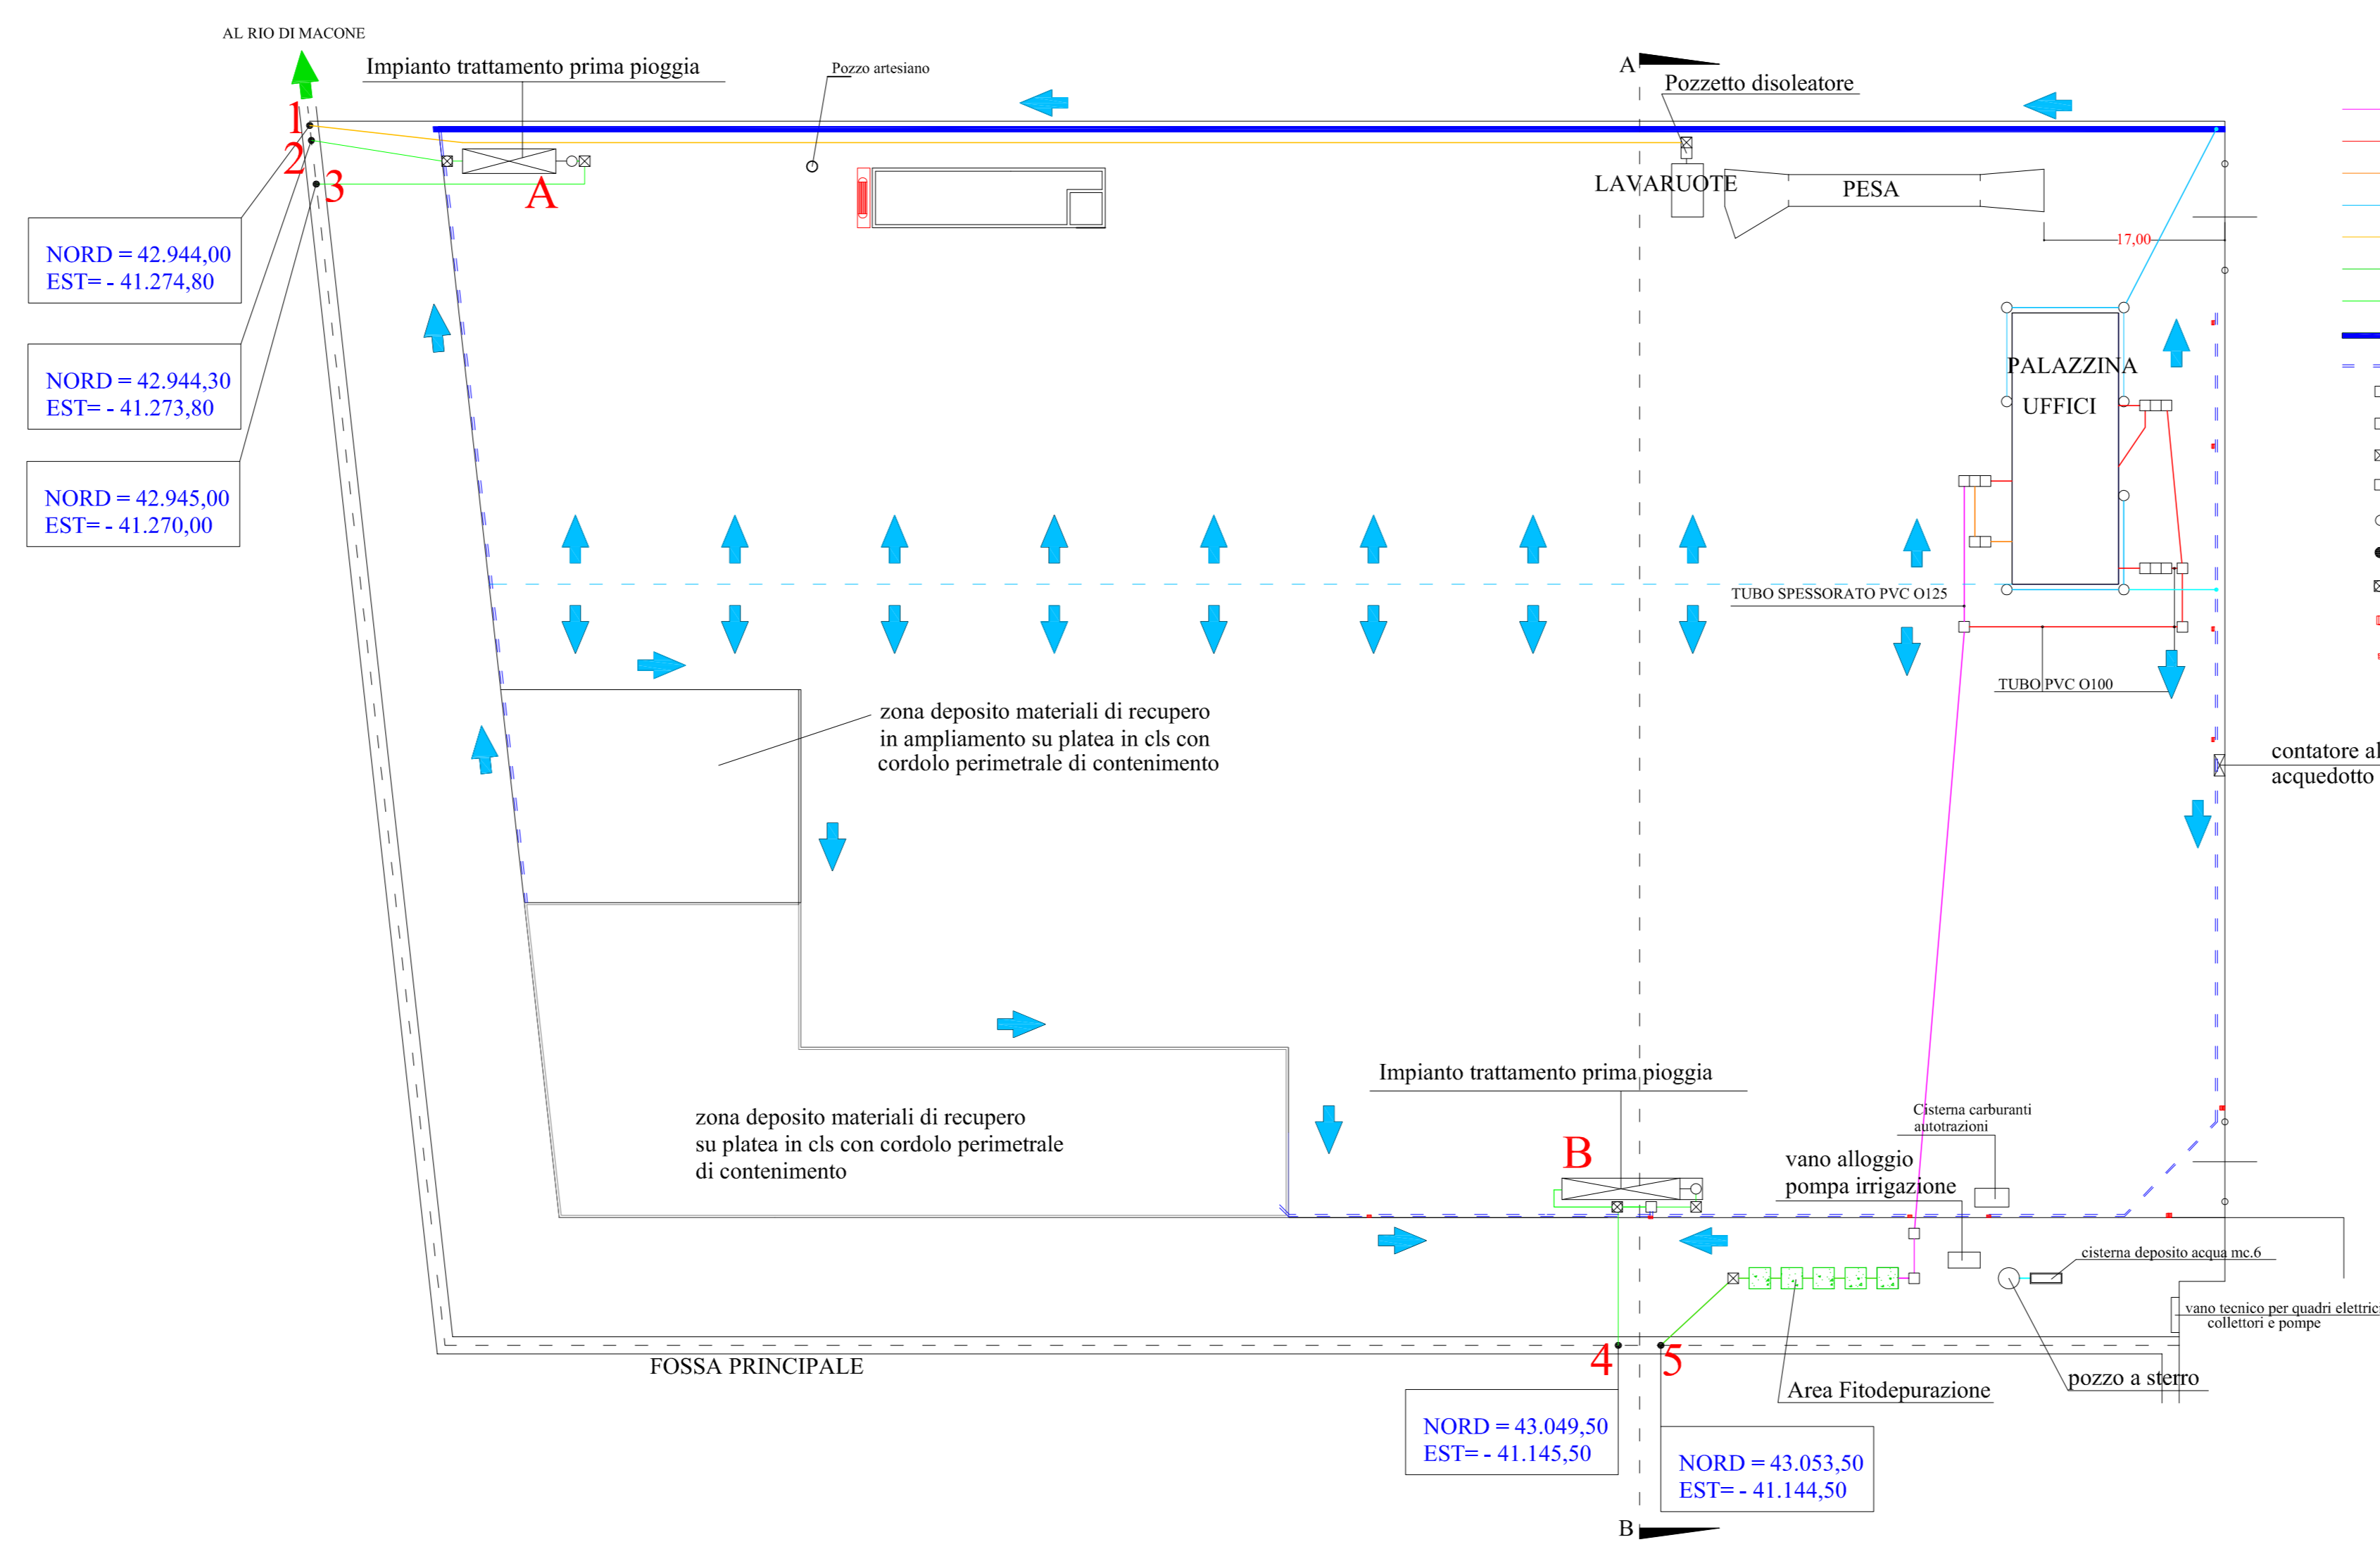 AL RIO DI MACONE
Impianto trattamento prima pioggia
Pozzo artesiano
A
Pozzetto disoleatore
1
2
3
A
LAVARUOTE
PESA
17,00
NORD = 42.944,00
EST= - 41.274,80
NORD = 42.944,30
EST= - 41.273,80
NORD = 42.945,00
EST= - 41.270,00
PALAZZINA
UFFICI
TUBO SPESSORATO PVC O125
TUBO PVC O100
zona deposito materiali di recupero
in ampliamento su platea in cls con
cordolo perimetrale di contenimento
contatore al
acquedotto
Impianto trattamento prima pioggia
zona deposito materiali di recupero
su platea in cls con cordolo perimetrale
di contenimento
B
Cisterna carburanti
autotrazioni
vano alloggio
pompa irrigazione
cisterna deposito acqua mc.6
vano tecnico per quadri elettrici
collettori e pompe
FOSSA PRINCIPALE
4
5
Area Fitodepurazione
pozzo a sterro
NORD = 43.049,50
EST= - 41.145,50
NORD = 43.053,50
EST= - 41.144,50
B